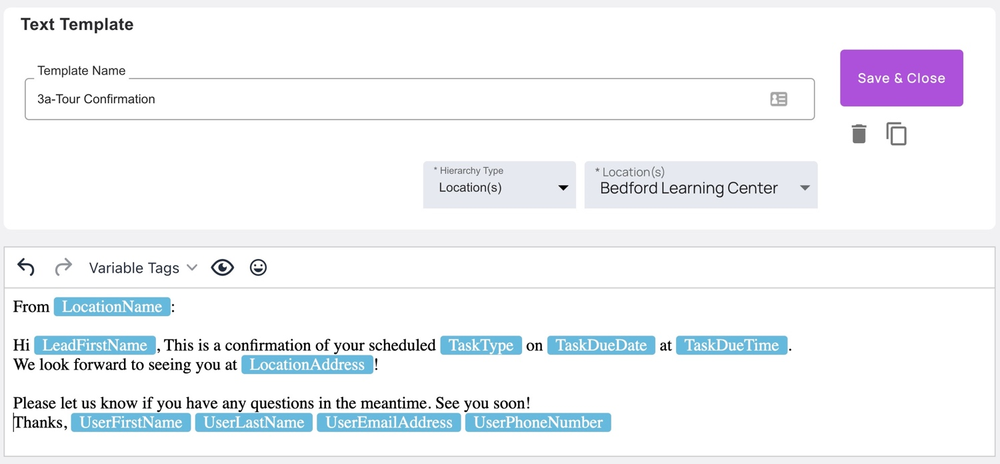 Text Template
Template Name
3a-Tour Confirmation
Save & Close
* Hierarchy Type
Location(s)
* Location(s)
Bedford Learning Center
Variable Tags
From LocationName:
Hi LeadFirstName, This is a confirmation of your scheduled TaskType on TaskDueDate at TaskDueTime.
We look forward to seeing you at LocationAddress!
Please let us know if you have any questions in the meantime. See you soon!
Thanks, UserFirstName UserLastName UserEmailAddress UserPhoneNumber